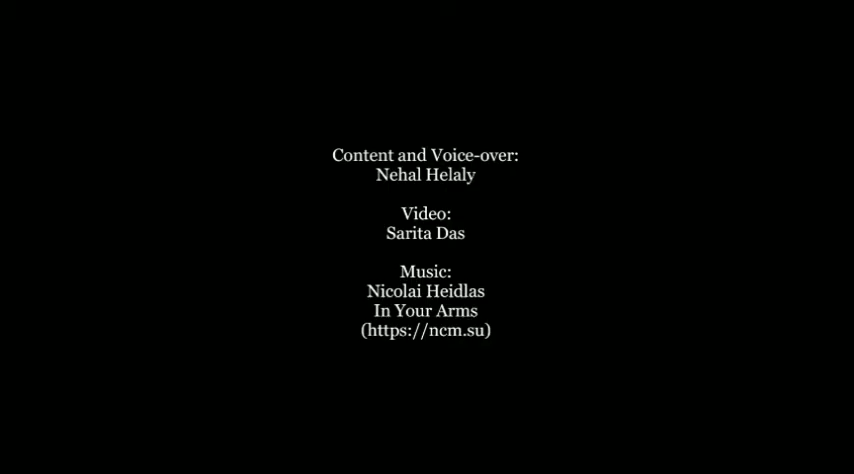 Content and Voice-over:
Nehal Helaly
Video:
Sarita Das
Music:
Nicolai Heidlas
In Your Arms
(https://ncm.su)